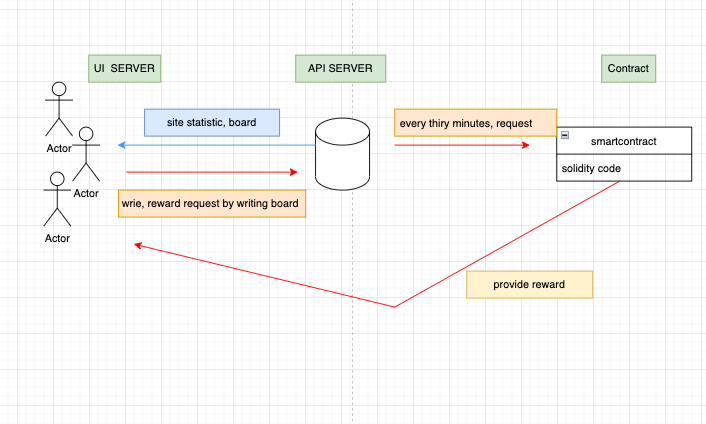 UI SERVER
API SERVER
Contract
site statistic, board
every thiry minutes, request
Actor
smartcontract
solidity code
Actor
wrie, reward request by writing board
Actor
provide reward